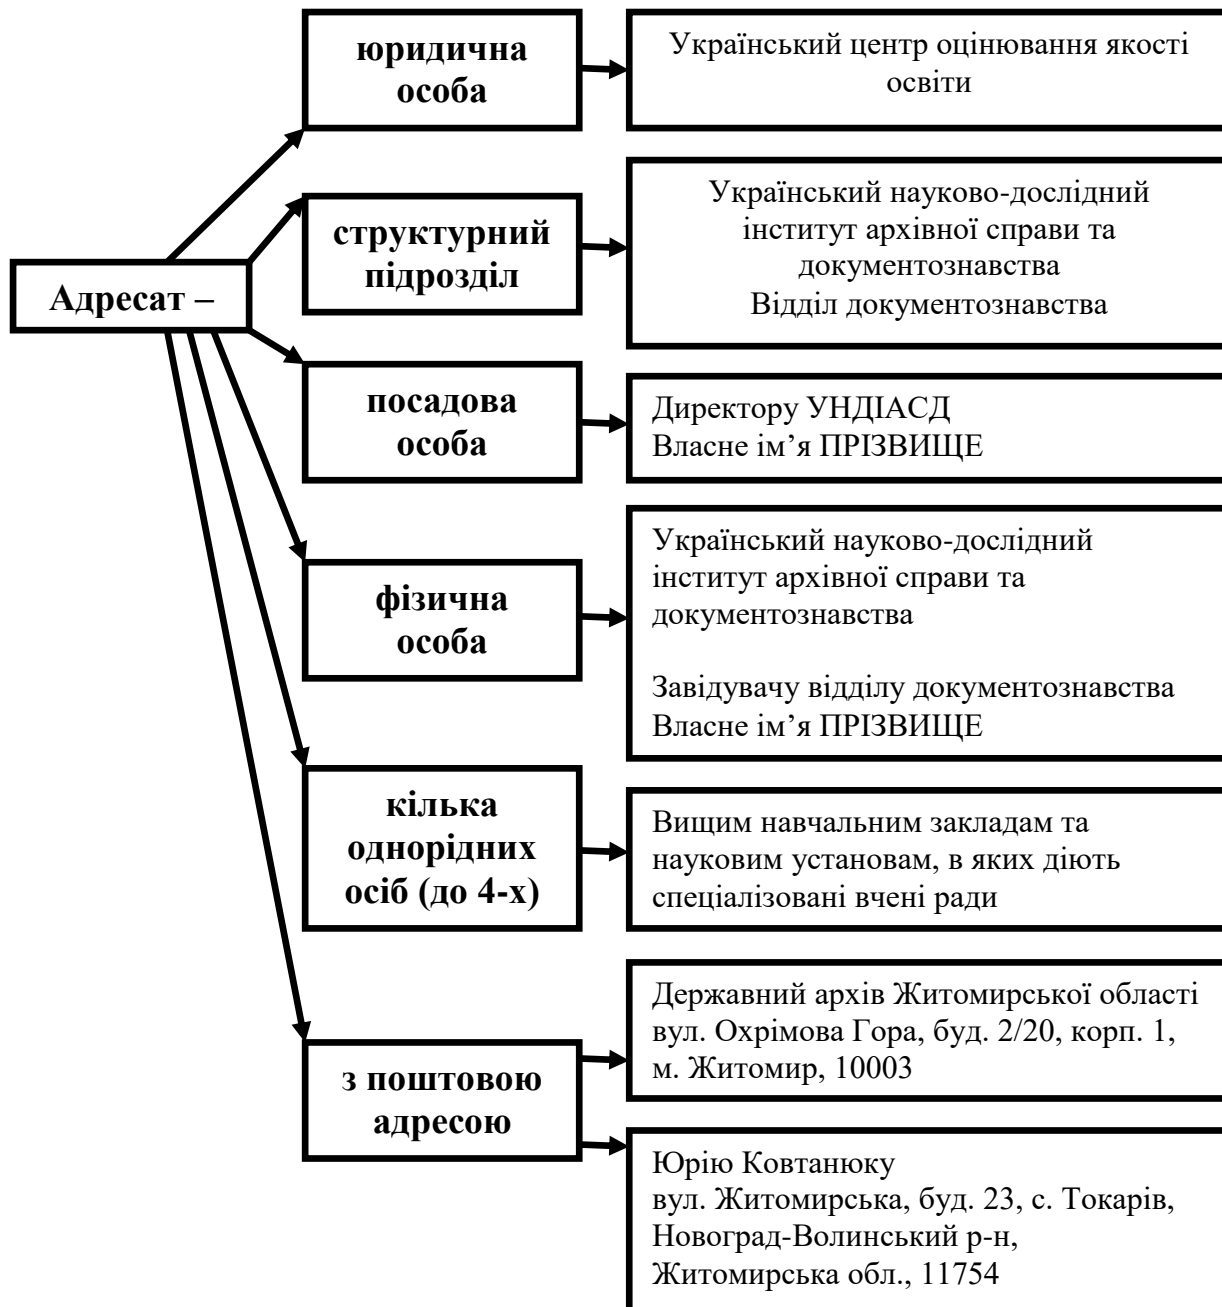 Адресат –
юридична
особа
Український центр оцінювання якості
освіти
структурний
підрозділ
Український науково-дослідний
інститут архівної справи та
документознавства
Відділ документознавства
посадова
особа
Директору УНДІАСД
Власне ім’я ПРІЗВИЩЕ
фізична
особа
Український науково-дослідний
інститут архівної справи та
документознавства
Завідувачу відділу документознавства
Власне ім’я ПРІЗВИЩЕ
кілька
однорідних
осіб (до 4-х)
Вищим навчальним закладам та
науковим установам, в яких діють
спеціалізовані вчені ради
з поштовою
адресою
Державний архів Житомирської області
вул. Охрімова Гора, буд. 2/20, корп. 1,
м. Житомир, 10003
Юрію Ковтанюку
вул. Житомирська, буд. 23, с. Токарів,
Новоград-Волинський р-н,
Житомирська обл., 11754